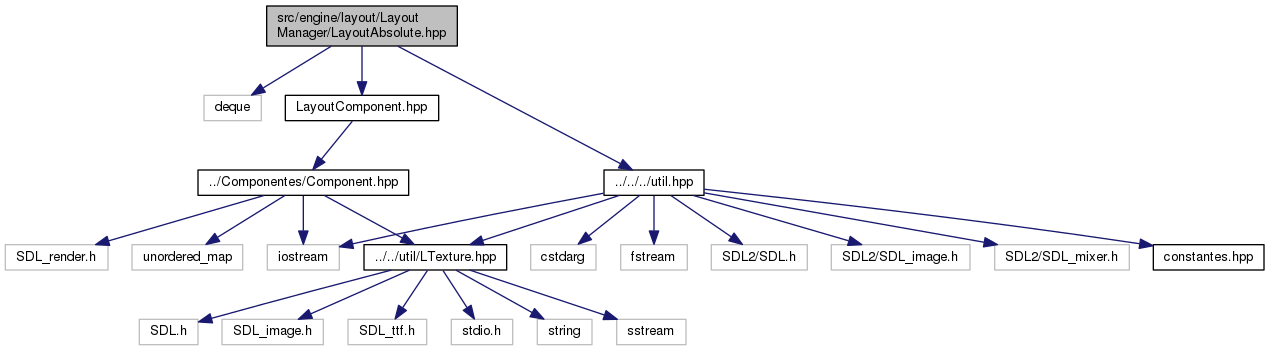 src/engine/layout/Layout
Manager/LayoutAbsolute.hpp
deque
LayoutComponent.hpp
../Componentes/Component.hpp
../../../util.hpp
SDL_render.h
unordered_map
iostream
../../util/LTexture.hpp
cstdarg
fstream
SDL2/SDL.h
SDL2/SDL_image.h
SDL2/SDL_mixer.h
constantes.hpp
SDL.h
SDL_image.h
SDL_ttf.h
stdio.h
string
sstream